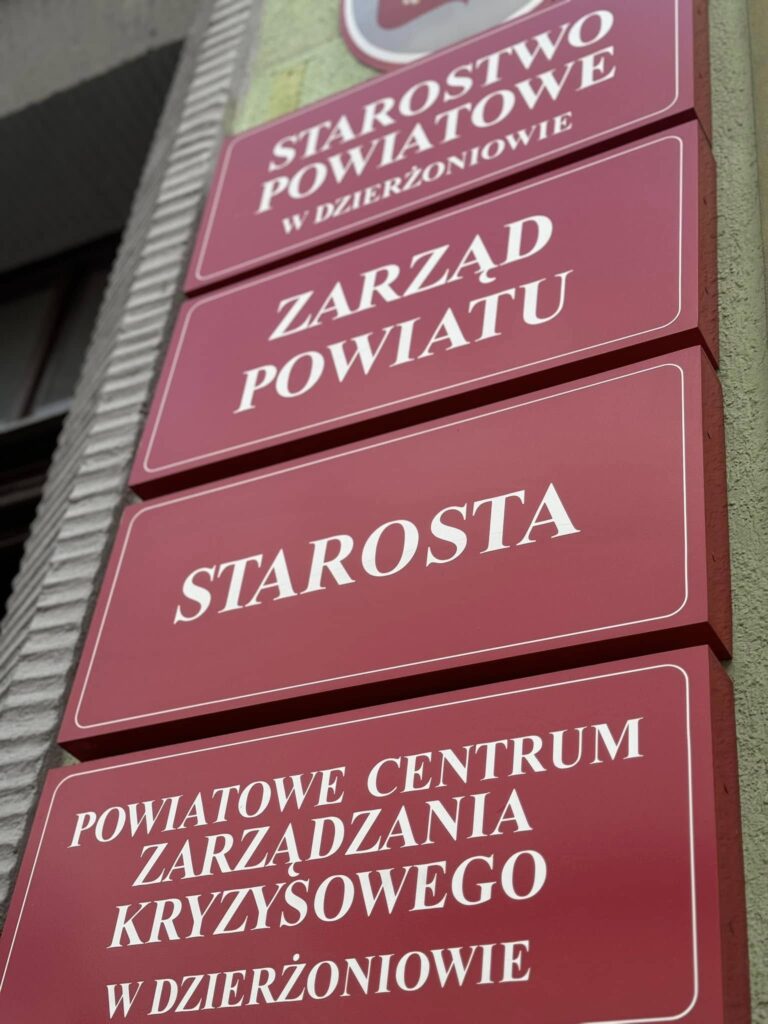 STAROSTWO
POWIATOWE
W DZIERŻONIOWIE
ZARZĄD
POWIATU
STAROSTA
POWIATOWE CENTRUM
ZARZĄDZANIA
KRYZYSOWEGO
W DZIERŻONIOWIE